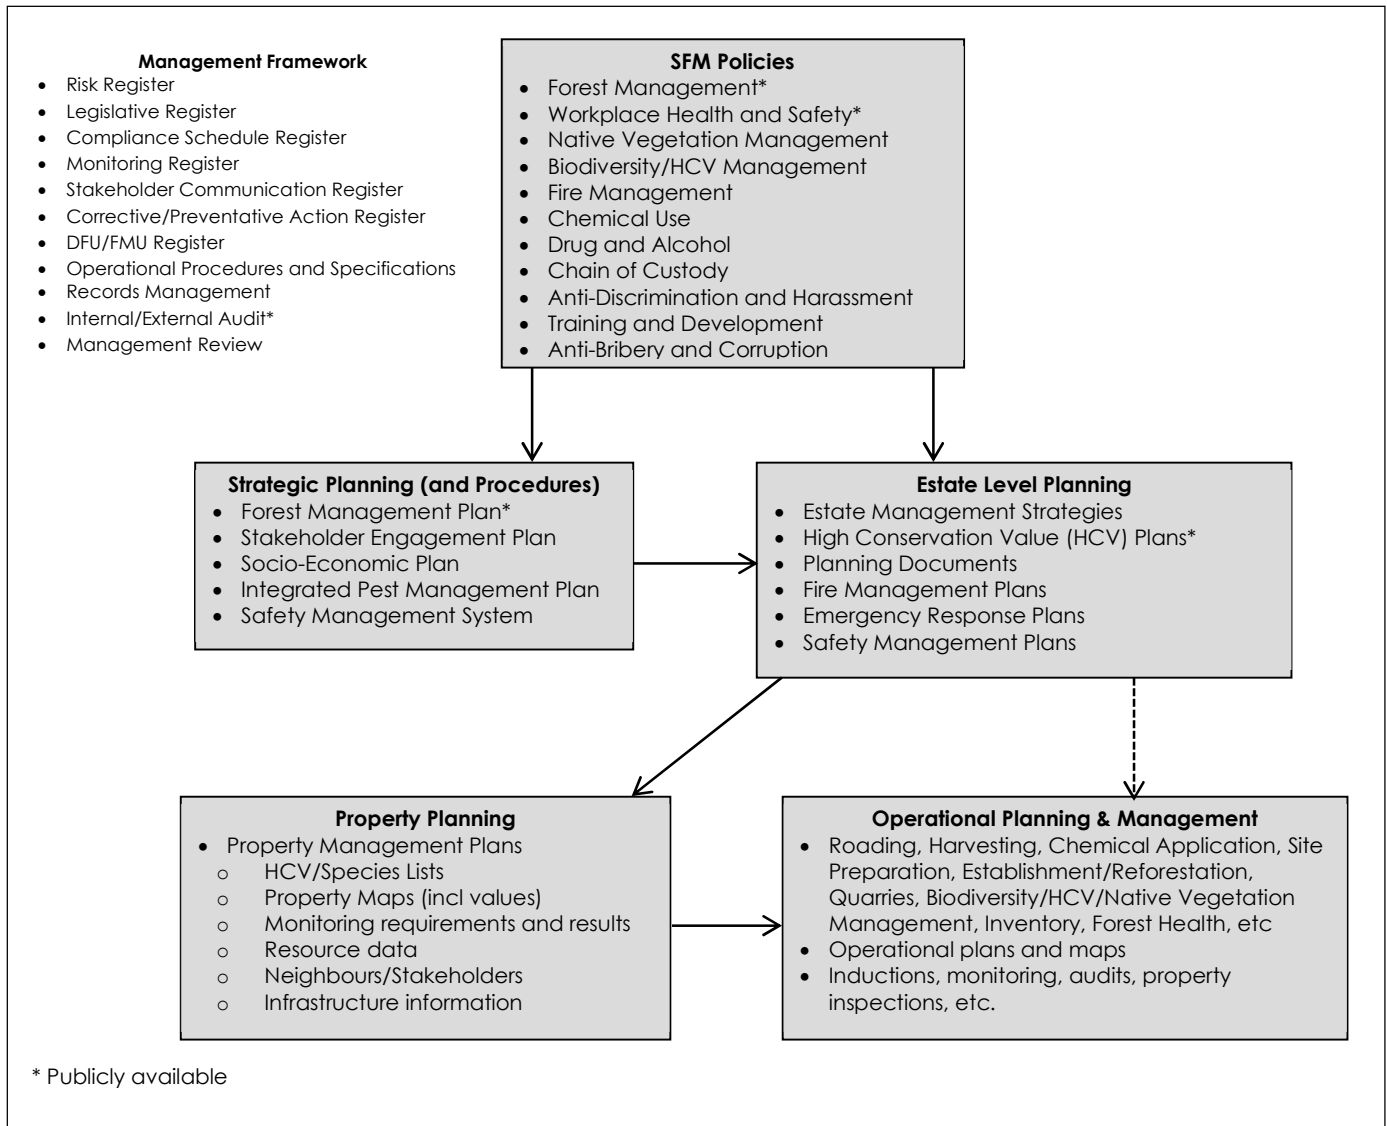 Management Framework
• Risk Register
• Legislative Register
• Compliance Schedule Register
• Monitoring Register
• Stakeholder Communication Register
• Corrective/Preventative Action Register
• DFU/FMU Register
• Operational Procedures and Specifications
• Records Management
• Internal/External Audit*
• Management Review
SFM Policies
• Forest Management*
• Workplace Health and Safety*
• Native Vegetation Management
• Biodiversity/HCV Management
• Fire Management
• Chemical Use
• Drug and Alcohol
• Chain of Custody
• Anti-Discrimination and Harassment
• Training and Development
• Anti-Bribery and Corruption
Strategic Planning (and Procedures)
• Forest Management Plan*
• Stakeholder Engagement Plan
• Socio-Economic Plan
• Integrated Pest Management Plan
• Safety Management System
Estate Level Planning
• Estate Management Strategies
• High Conservation Value (HCV) Plans*
• Planning Documents
• Fire Management Plans
• Emergency Response Plans
• Safety Management Plans
Property Planning
• Property Management Plans
o HCV/Species Lists
o Property Maps (incl values)
o Monitoring requirements and results
o Resource data
o Neighbours/Stakeholders
o Infrastructure information
Operational Planning & Management
• Roading, Harvesting, Chemical Application, Site
Preparation, Establishment/Reforestation,
Quarries, Biodiversity/HCV/Native Vegetation
Management, Inventory, Forest Health, etc
• Operational plans and maps
• Inductions, monitoring, audits, property
inspections, etc.
* Publicly available